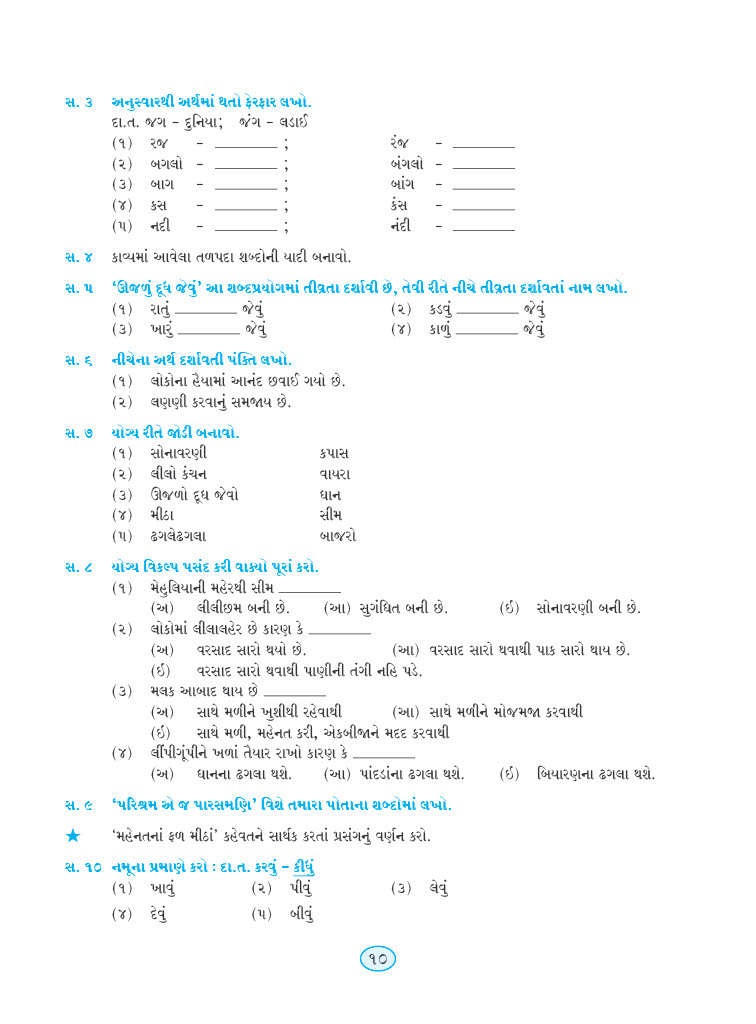 સ. ૩ અનુસ્વારથી અર્થમાં થતો ફેરફાર લખો.
દા.ત. જગ – દુનિયા; જંગ – લડાઈ
(૧) રજ – ________ ; રંજ – ________
(૨) બગલો – ________ ; બંગલો – ________
(૩) બાગ – ________ ; બાંગ – ________
(૪) કસ – ________ ; કંસ – ________
(૫) નદી – ________ ; નંદી – ________
સ. ૪ કાવ્યમાં આવેલા તળપદા શબ્દોની યાદી બનાવો.
સ. ૫ ‘ઊજળું દૂધ જેવું’ આ શબ્દપ્રયોગમાં તીવ્રતા દર્શાવી છે, તેવી રીતે નીચે તીવ્રતા દર્શાવતાં નામ લખો.
(૧) રાતું ________ જેવું (૨) કડવું ________ જેવું
(૩) ખારું ________ જેવું (૪) કાળું ________ જેવું
સ. ૬ નીચેના અર્થ દર્શાવતી પંક્તિ લખો.
(૧) લોકોના હૈયામાં આનંદ છવાઈ ગયો છે.
(૨) લણણી કરવાનું સમજાય છે.
સ. ૭ યોગ્ય રીતે જોડી બનાવો.
(૧) સોનાવરણી કપાસ
(૨) લીલો કંચન વાયરા
(૩) ઊજળો દૂધ જેવો ધાન
(૪) મીઠા સીમ
(૫) ઢગલેઢગલા બાજરો
સ. ૮ યોગ્ય વિકલ્પ પસંદ કરી વાક્યો પૂરાં કરો.
(૧) મેહુલિયાની મહેરથી સીમ ________
(અ) લીલીછમ બની છે. (આ) સુગંધિત બની છે. (ઇ) સોનાવરણી બની છે.
(૨) લોકોમાં લીલાલહેર છે કારણ કે ________
(અ) વરસાદ સારો થયો છે. (આ) વરસાદ સારો થવાથી પાક સારો થાય છે.
(ઇ) વરસાદ સારો થવાથી પાણીની તંગી નહિ પડે.
(૩) મલક આબાદ થાય છે ________
(અ) સાથે મળીને ખુશીથી રહેવાથી (આ) સાથે મળીને મોજમજા કરવાથી
(ઇ) સાથે મળી, મહેનત કરી, એકબીજાને મદદ કરવાથી
(૪) લીંપીગૂંપીને ખળાં તૈયાર રાખો કારણ કે ________
(અ) ધાનના ઢગલા થશે. (આ) પાંદડાંના ઢગલા થશે. (ઇ) બિયારણના ઢગલા થશે.
સ. ૯ ‘પરિશ્રમ એ જ પારસમણિ’ વિશે તમારા પોતાના શબ્દોમાં લખો.
★ ‘મહેનતનાં ફળ મીઠાં’ કહેવતને સાર્થક કરતાં પ્રસંગનું વર્ણન કરો.
સ. ૧૦ નમૂના પ્રમાણે કરો : દા.ત. કરવું – કીધું
(૧) ખાવું (૨) પીવું (૩) લેવું
(૪) દેવું (૫) બીવું
૧૦